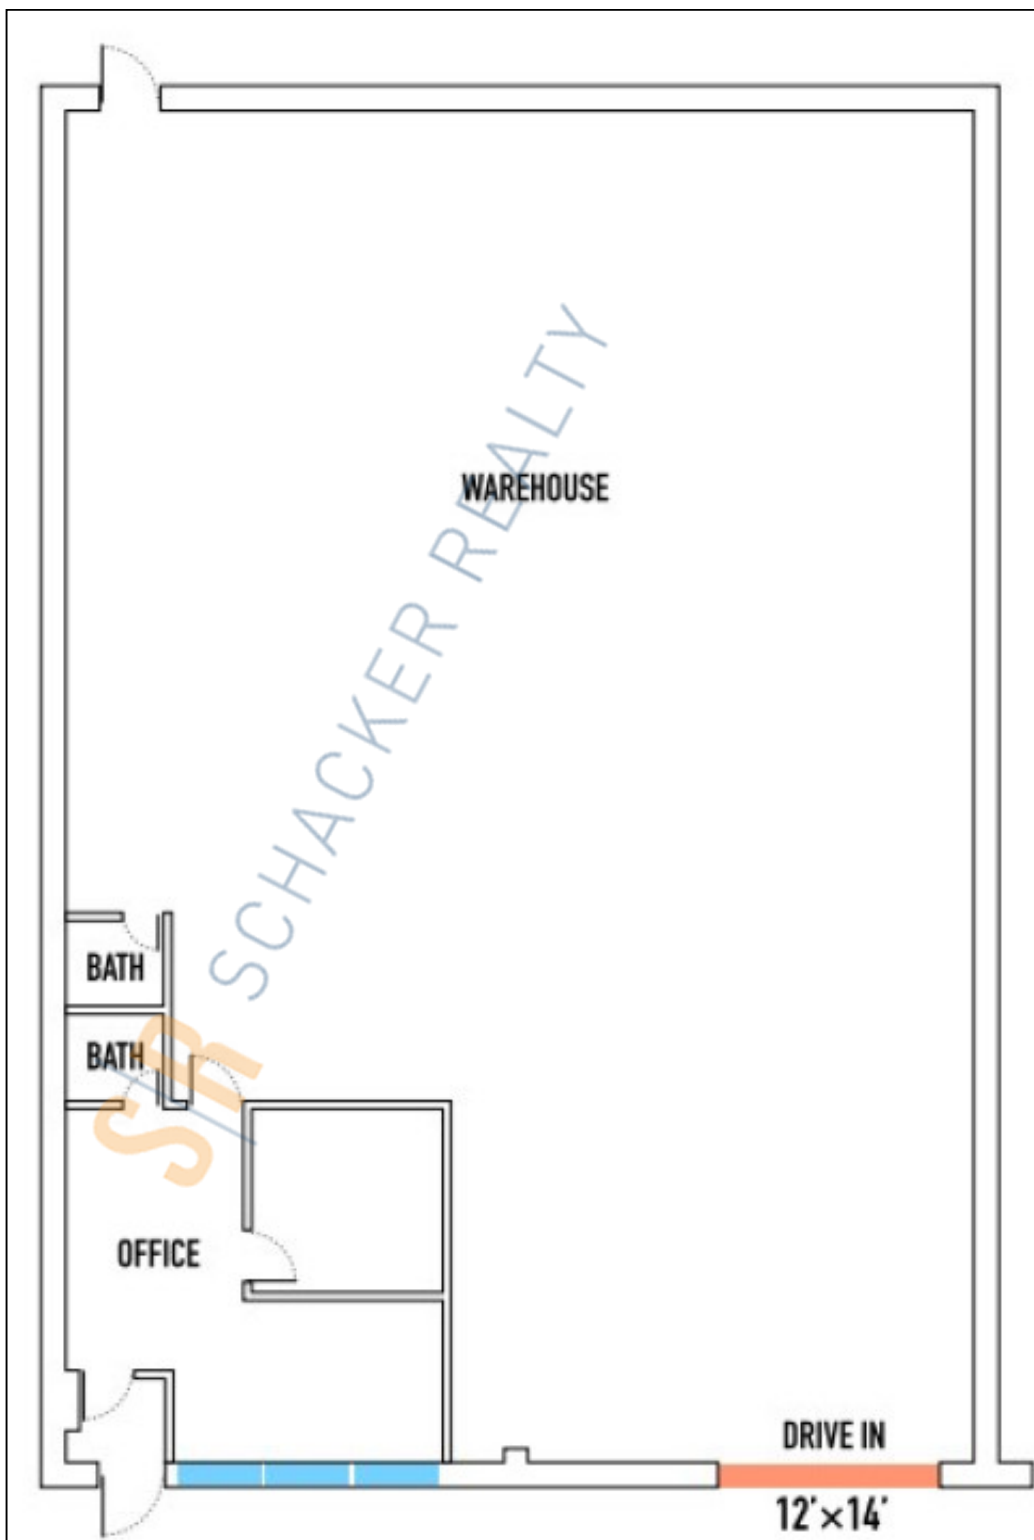 WAREHOUSE
SR SCHACKER REALTY
BATH
BATH
OFFICE
DRIVE IN
12'×14'